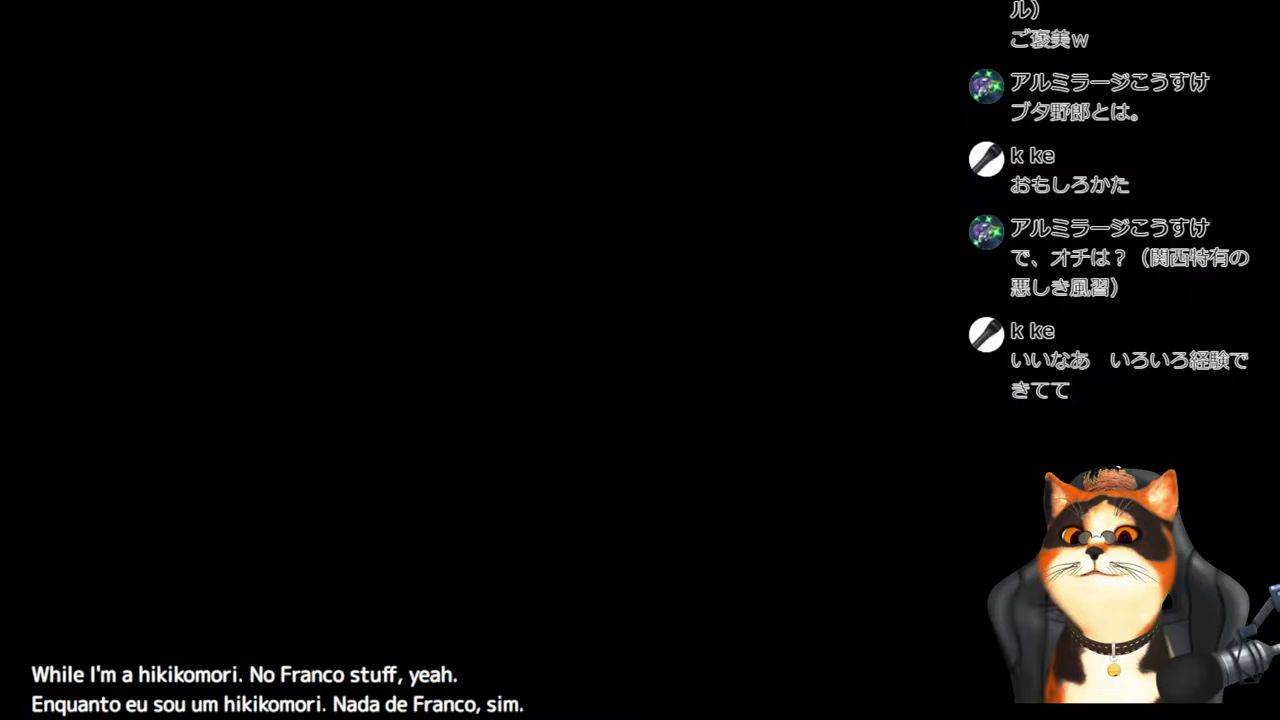 ル）
ご褒美w
アルミラージこうすけ
ブタ野郎とは。
k ke
おもしろかた
アルミラージこうすけ
で、オチは？（関西特有の
悪しき風習）
k ke
いいなあ　いろいろ経験で
きてて
While I'm a hikikomori. No Franco stuff, yeah.
Enquanto eu sou um hikikomori. Nada de Franco, sim.